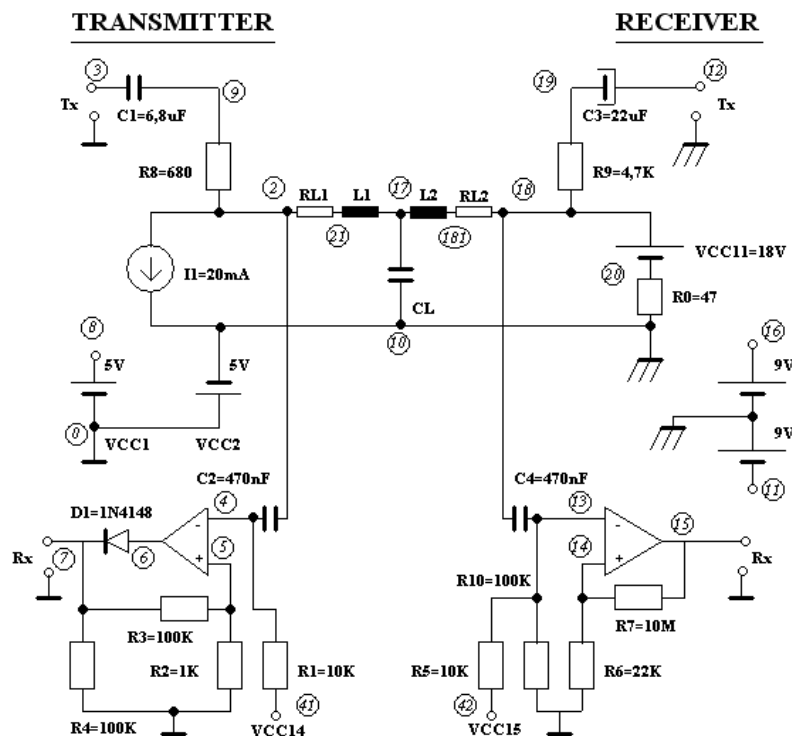 TRANSMITTER
RECEIVER
3
9
Tx
C1=6,8uF
19
12
Tx
C3=22uF
R8=680
R9=4,7K
2
RL1
L1
17
L2
RL2
18
21
181
I1=20mA
VCC11=18V
20
R0=47
CL
10
8
5V
5V
16
9V
0
VCC1
VCC2
9V
11
C2=470nF
C4=470nF
D1=1N4148
4
-
13
-
15
Rx
7
6
5
+
14
+
Rx
R10=100K
R3=100K
R7=10M
R2=1K
R1=10K
R5=10K
R6=22K
R4=100K
41
VCC14
42
VCC15